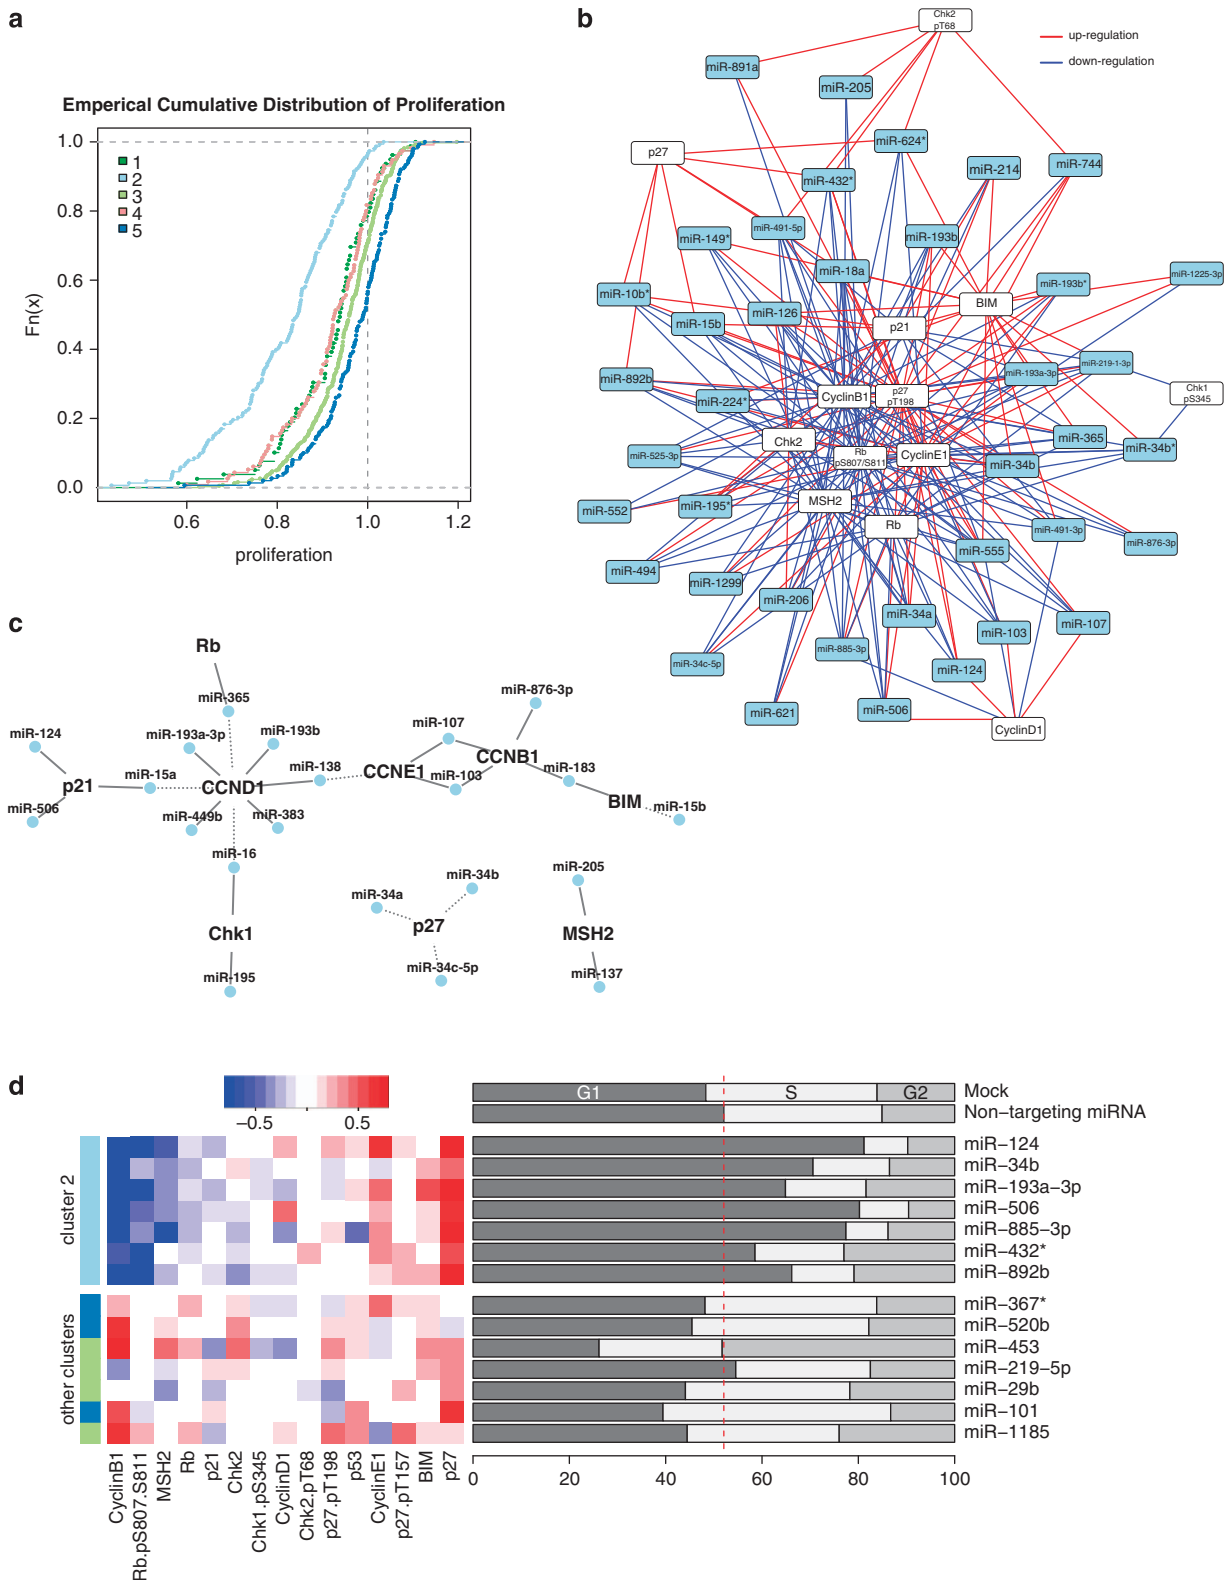 a
Emperical Cumulative Distribution of Proliferation
1.0
0.8
0.6
0.4
0.2
0.0
Fn(x)
1
2
3
4
5
0.6
0.8
1.0
1.2
proliferation
b
up-regulation
down-regulation
Chk2
pT68
miR-891a
miR-205
miR-624*
p27
miR-432*
miR-214
miR-744
miR-491-5p
miR-149*
miR-193b
miR-18a
miR-1225-3p
miR-193b*
miR-10b*
BIM
miR-126
miR-15b
p21
miR-219-1-3p
miR-193a-3p
miR-892b
Chk1
pS345
CyclinB1
p27
pT198
miR-224*
Chk2
miR-365
miR-34b*
miR-525-3p
Rb
pS807/S811
CyclinE1
miR-34b
MSH2
miR-195*
miR-552
Rb
miR-491-3p
miR-876-3p
miR-555
miR-494
miR-1299
miR-206
miR-34a
miR-103
miR-107
miR-885-3p
miR-34c-5p
miR-124
miR-621
miR-506
CyclinD1
c
Rb
miR-365
miR-876-3p
miR-124
miR-193a-3p
miR-193b
miR-107
p21
miR-15a
CCND1
miR-138
CCNE1
CCNB1
miR-103
miR-183
miR-506
miR-449b
miR-383
BIM
miR-15b
miR-16
miR-34a
miR-34b
miR-205
Chk1
p27
MSH2
miR-195
miR-34c-5p
miR-137
d
−0.5
0.5
cluster 2
other clusters
CyclinB1
Rb.pS807.S811
MSH2
Rb
p21
Chk2
Chk1.pS345
CyclinD1
Chk2.pT68
p27.pT198
p53
CyclinE1
p27.pT157
BIM
p27
G1
S
G2
Mock
Non-targeting miRNA
miR−124
miR−34b
miR−193a−3p
miR−506
miR−885−3p
miR−432*
miR−892b
miR−367*
miR−520b
miR−453
miR−219−5p
miR−29b
miR−101
miR−1185
0
20
40
60
80
100